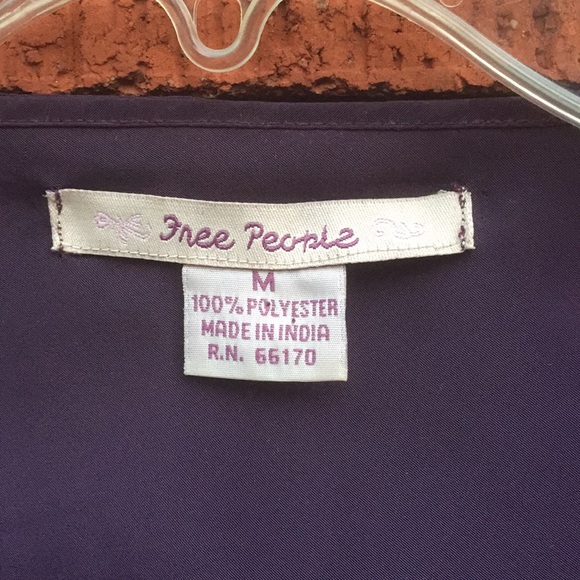 Free People
M
100% POLYESTER
MADE IN INDIA
R.N. 66170